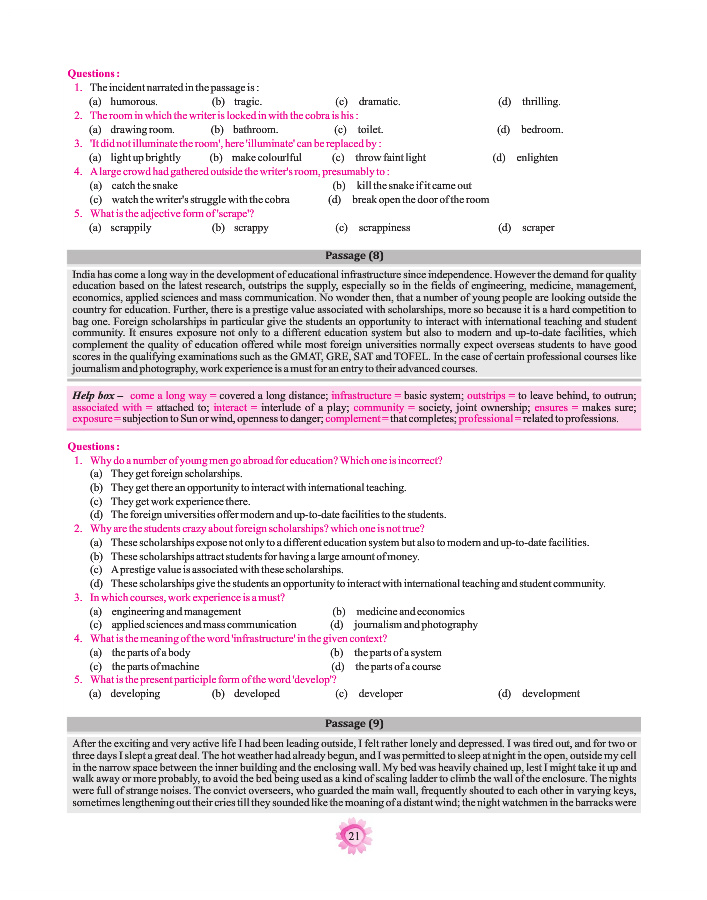 Questions :
1. The incident narrated in the passage is :
(a) humorous. (b) tragic. (c) dramatic. (d) thrilling.
2. The room in which the writer is locked in with the cobra is his :
(a) drawing room. (b) bathroom. (c) toilet. (d) bedroom.
3. 'It did not illuminate the room', here 'illuminate' can be replaced by :
(a) light up brightly (b) make colourful (c) throw faint light (d) enlighten
4. A large crowd had gathered outside the writer's room, presumably to :
(a) catch the snake (b) kill the snake if it came out
(c) watch the writer's struggle with the cobra (d) break open the door of the room
5. What is the adjective form of 'scrape'?
(a) scrappily (b) scrappy (c) scrappiness (d) scraper
Passage (8)
India has come a long way in the development of educational infrastructure since independence. However the demand for quality
education based on the latest research, outstrips the supply, especially so in the fields of engineering, medicine, management,
economics, applied sciences and mass communication. No wonder then, that a number of young people are looking outside the
country for education. Further, there is a prestige value associated with scholarships, more so because it is a hard competition to
bag one. Foreign scholarships in particular give the students an opportunity to interact with international teaching and student
community. It ensures exposure not only to a different education system but also to modern and up-to-date facilities, which
complement the quality of education offered while most foreign universities normally expect overseas students to have good
scores in the qualifying examinations such as the GMAT, GRE, SAT and TOFEL. In the case of certain professional courses like
journalism and photography, work experience is a must for an entry to their advanced courses.
Help box – come a long way = covered a long distance; infrastructure = basic system; outstrips = to leave behind, to outrun;
associated with = attached to; interact = interlude of a play; community = society, joint ownership; ensures = makes sure;
exposure = subjection to Sun or wind, openness to danger; complement = that completes; professional = related to professions.
Questions :
1. Why do a number of young men go abroad for education? Which one is incorrect?
(a) They get foreign scholarships.
(b) They get there an opportunity to interact with international teaching.
(c) They get work experience there.
(d) The foreign universities offer modern and up-to-date facilities to the students.
2. Why are the students crazy about foreign scholarships? which one is not true?
(a) These scholarships expose not only to a different education system but also to modern and up-to-date facilities.
(b) These scholarships attract students for having a large amount of money.
(c) A prestige value is associated with these scholarships.
(d) These scholarships give the students an opportunity to interact with international teaching and student community.
3. In which courses, work experience is a must?
(a) engineering and management (b) medicine and economics
(c) applied sciences and mass communication (d) journalism and photography
4. What is the meaning of the word 'infrastructure' in the given context?
(a) the parts of a body (b) the parts of a system
(c) the parts of machine (d) the parts of a course
5. What is the present participle form of the word 'develop'?
(a) developing (b) developed (c) developer (d) development
Passage (9)
After the exciting and very active life I had been leading outside, I felt rather lonely and depressed. I was tired out, and for two or
three days I slept a great deal. The hot weather had already begun, and I was permitted to sleep at night in the open, outside my cell
in the narrow space between the inner building and the enclosing wall. My bed was heavily chained up, lest I might take it up and
walk away or more probably, to avoid the bed being used as a kind of scaling ladder to climb the wall of the enclosure. The nights
were full of strange noises. The convict overseers, who guarded the main wall, frequently shouted to each other in varying keys,
sometimes lengthening out their cries till they sounded like the moaning of a distant wind; the night watchmen in the barracks were
21